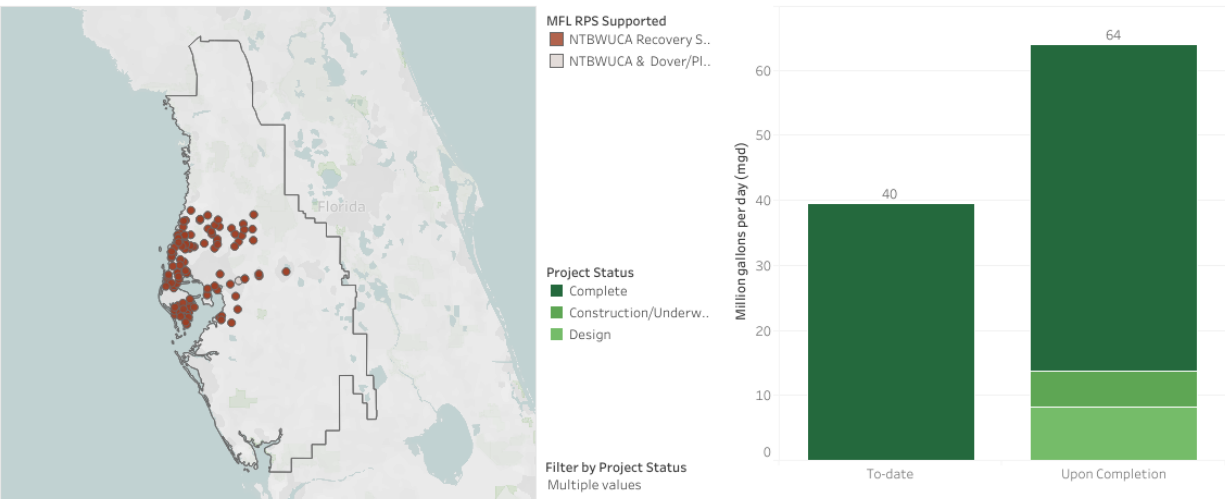 MFL RPS Supported
NTBWUCA Recovery S..
NTBWUCA & Dover/Pl..
Florida
Project Status
Complete
Construction/Underw..
Design
Filter by Project Status
Multiple values
Million gallons per day (mgd)
60
50
40
30
20
10
0
40
64
To-date
Upon Completion